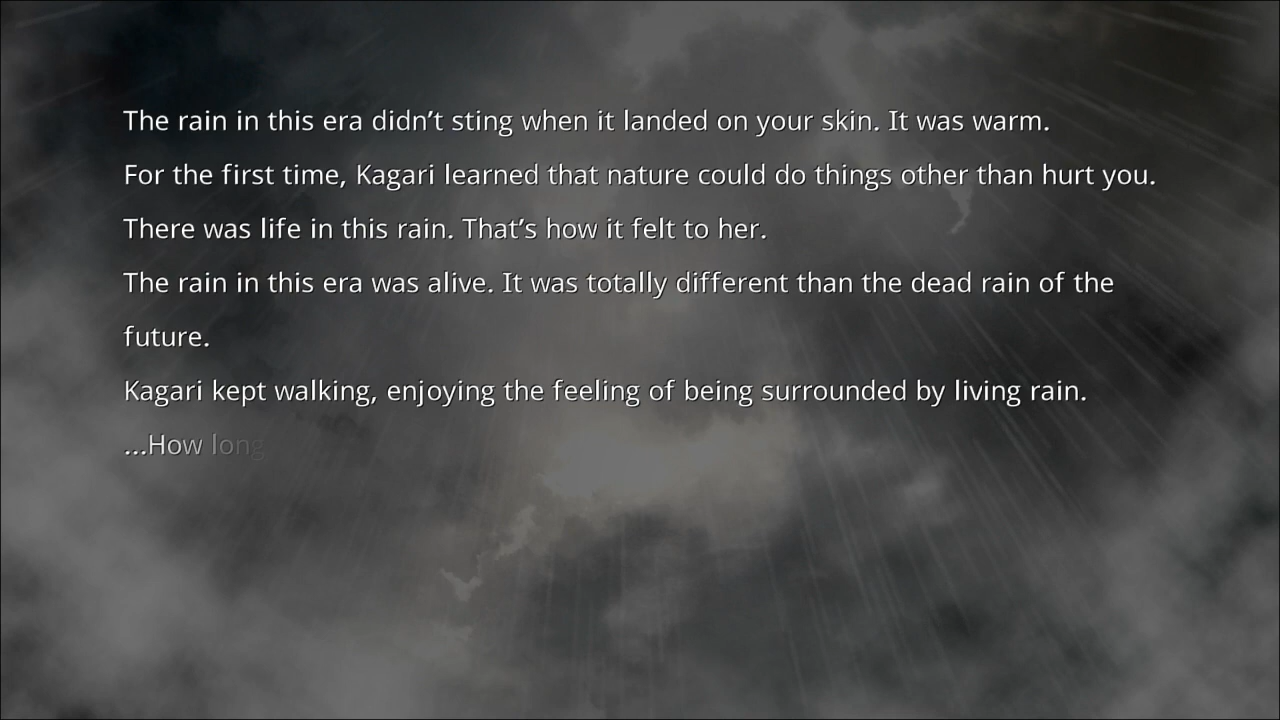 The rain in this era didn’t sting when it landed on your skin. It was warm.
For the first time, Kagari learned that nature could do things other than hurt you.
There was life in this rain. That’s how it felt to her.
The rain in this era was alive. It was totally different than the dead rain of the
future.
Kagari kept walking, enjoying the feeling of being surrounded by living rain.
...How long